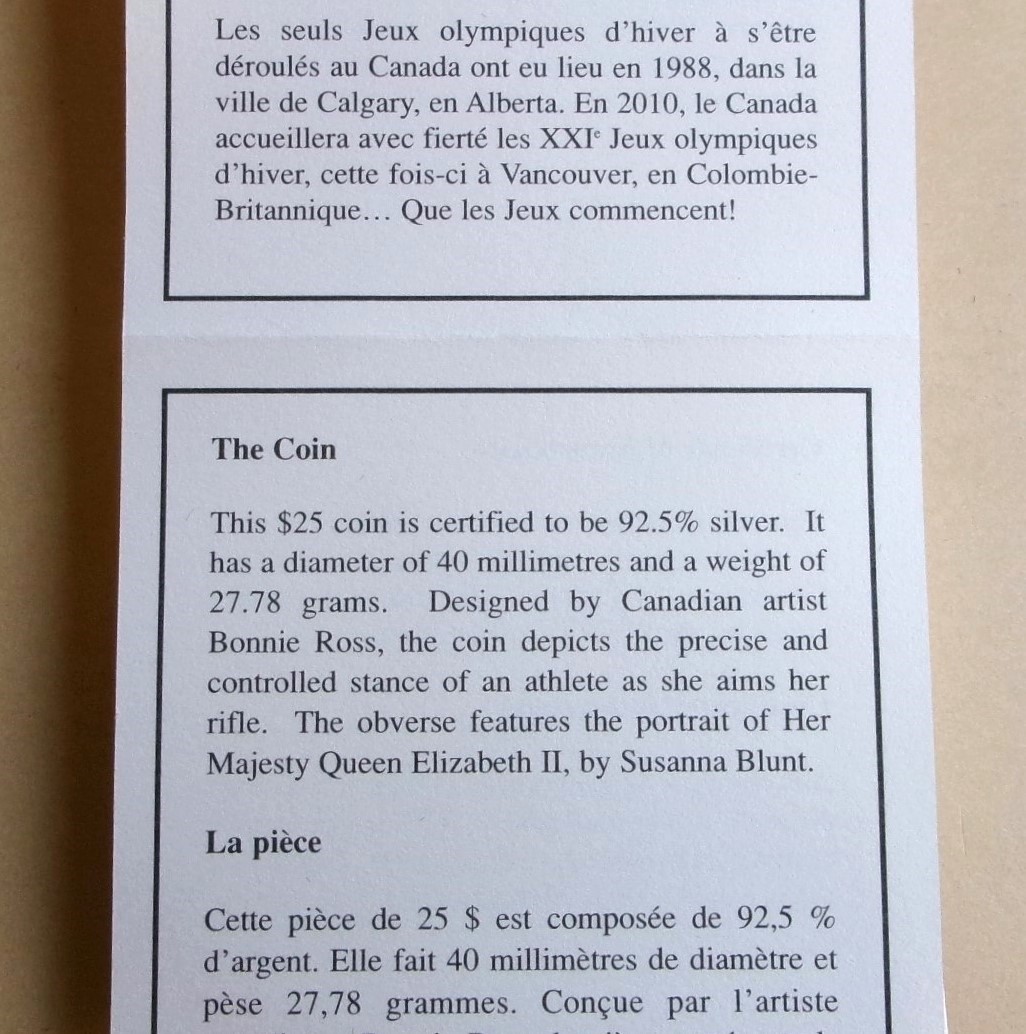 Les seuls Jeux olympiques d'hiver à s'être
déroulés au Canada ont eu lieu en 1988, dans la
ville de Calgary, en Alberta. En 2010, le Canada
accueillera avec fierté les XXIᵉ Jeux olympiques
d'hiver, cette fois-ci à Vancouver, en Colombie-
Britannique… Que les Jeux commencent!
The Coin
This $25 coin is certified to be 92.5% silver. It
has a diameter of 40 millimetres and a weight of
27.78 grams. Designed by Canadian artist
Bonnie Ross, the coin depicts the precise and
controlled stance of an athlete as she aims her
rifle. The obverse features the portrait of Her
Majesty Queen Elizabeth II, by Susanna Blunt.
La pièce
Cette pièce de 25 $ est composée de 92,5 %
d'argent. Elle fait 40 millimètres de diamètre et
pèse 27,78 grammes. Conçue par l'artiste